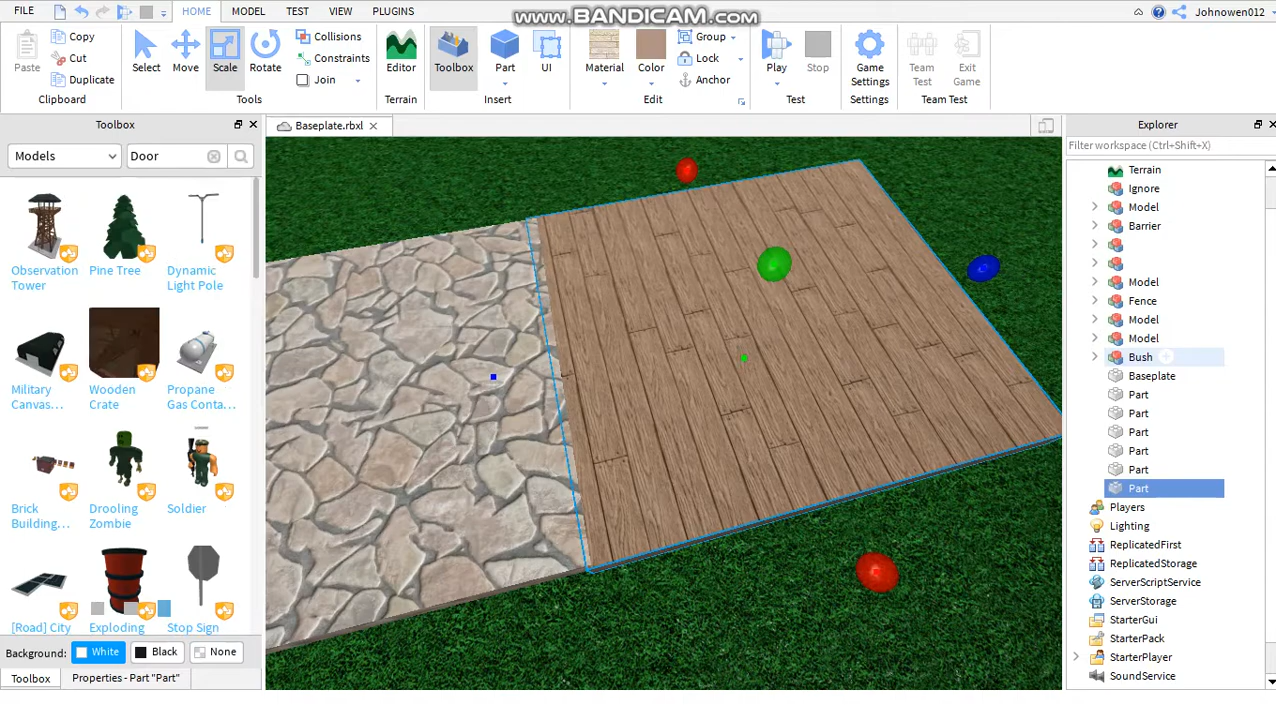 FILE HOME MODEL TEST VIEW PLUGINS www.BANDICAM.com Johnowen012
Paste Copy Cut Duplicate Select Move Scale Rotate Collisions Constraints Join Editor Toolbox Part UI Material Color Group Lock Anchor Play Stop Game Settings Team Test Exit Game
Clipboard Tools Terrain Insert Edit Test Settings Team Test
Toolbox
Models Door
Observation Tower
Pine Tree
Dynamic Light Pole
Military Canvas...
Wooden Crate
Propane Gas Conta...
Brick Building,...
Drooling Zombie
Soldier
[Road] City
Exploding
Stop Sign
Background: White Black None
Toolbox Properties - Part "Part"
Baseplate.rbxl
Explorer
Filter workspace (Ctrl+Shift+X)
Terrain
Ignore
Model
Barrier
Model
Fence
Model
Model
Bush
Baseplate
Part
Part
Part
Part
Part
Part
Players
Lighting
ReplicatedFirst
ReplicatedStorage
ServerScriptService
ServerStorage
StarterGui
StarterPack
StarterPlayer
SoundService